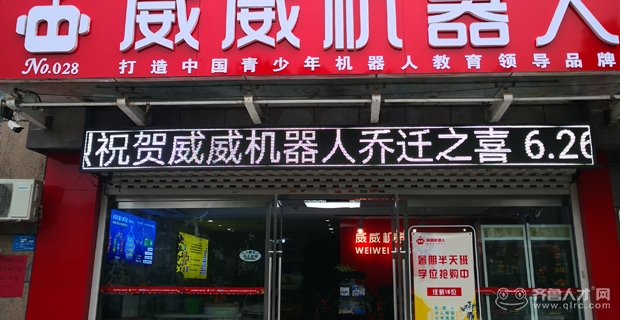 威威机器人
No.028
打造中国青少年机器人教育领导品牌
祝贺威威机器人乔迁之喜 6.26
威威机
WEIWEI
暑期半天班
学位抢购中
齐鲁人才网
www.qlrc.com